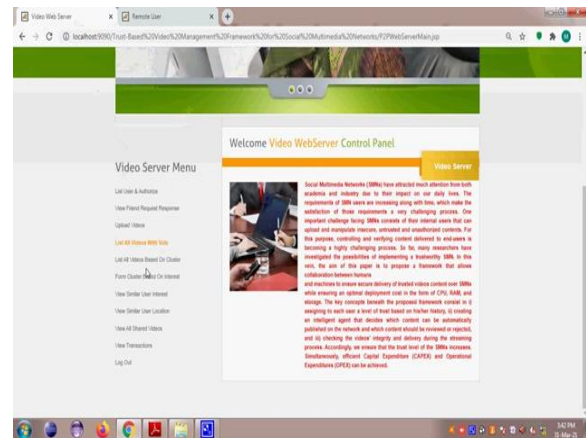 Video Web Server
Remote User
localhost:9090/Trust-Based%20Video%20Management%20Framework%20for%20Social%20Multimedia%20Networks/P2PWebServerMain.jsp
Welcome Video WebServer Control Panel
Video Server
Video Server Menu
List User & Authorize
View Friend Request Response
Upload Videos
List All Videos With
List All Videos Based On Cluster
Form Cluster Based On Interest
View Similar User Interest
View Similar User Location
View All Shared Videos
View Transactions
Log Out
Social Multimedia Networks (SMNs) have attracted much attention from both
academia and industry due to their impact on our daily lives. The
requirements of SMN users are increasing along with time, which make the
satisfaction of those requirements a very challenging process. One
important challenge facing SMNs consists of their internal users that can
upload and manipulate insecure, untrusted and unauthorized contents. For
this purpose, controlling and verifying content delivered to end-users is
becoming a highly challenging process. So far, many researchers have
investigated the possibilities of implementing a trustworthy SMN. In this
vein, the aim of this paper is to propose a framework that allows
collaboration between humans
and machines to ensure secure delivery of trusted videos content over SMNs
while ensuring an optimal deployment cost in the form of CPU, RAM, and
storage. The key concepts beneath the proposed framework consist in i)
assigning to each user a level of trust based on his/her history, ii) creating
an intelligent agent that decides which content can be automatically
published on the network and which content should be reviewed or rejected,
and iii) checking the videos' integrity and delivery during the streaming
process. Accordingly, we ensure that the trust level of the SMNs increases.
Simultaneously, efficient Capital Expenditure (CAPEX) and Operational
Expenditures (OPEX) can be achieved.
3:42 PM